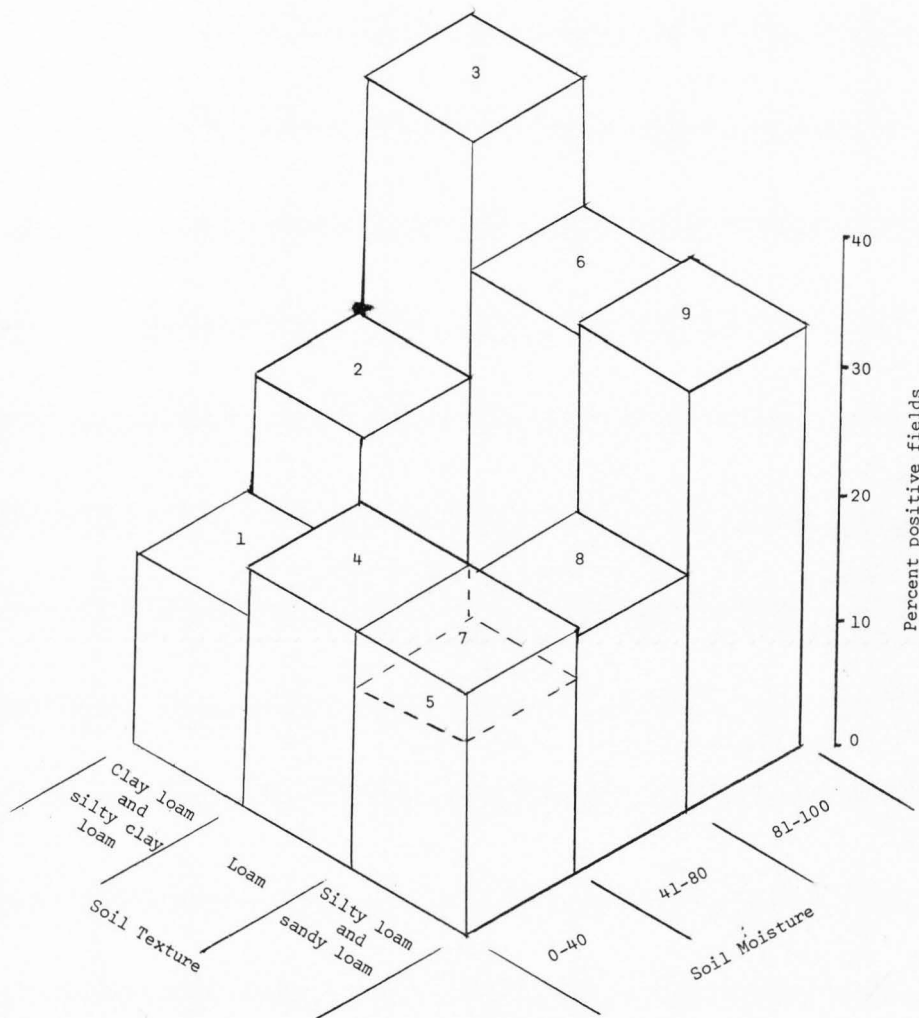 3
6
9
2
1
4
8
7
5
40
30
20
10
0
Percent positive fields
Clay loam
and
silty clay
loam
Loam
Silty loam
and
sandy loam
Soil Texture
0-40
41-80
81-100
Soil Moisture